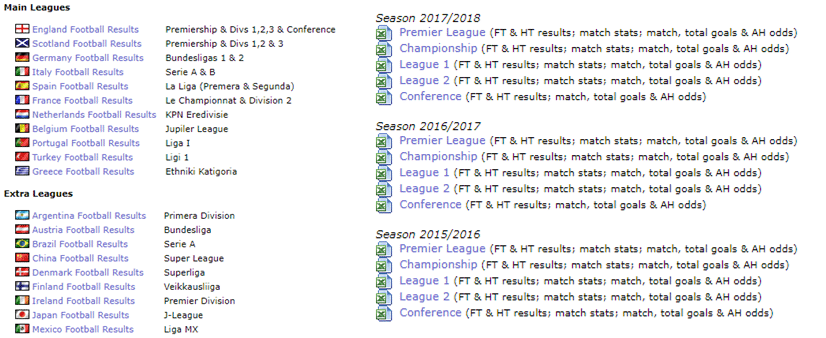 Main Leagues
England Football Results Premiership & Divs 1,2,3 & Conference
Scotland Football Results Premiership & Divs 1,2 & 3
Germany Football Results Bundesligas 1 & 2
Italy Football Results Serie A & B
Spain Football Results La Liga (Premera & Segunda)
France Football Results Le Championnat & Division 2
Netherlands Football Results KPN Eredivisie
Belgium Football Results Jupiler League
Portugal Football Results Liga I
Turkey Football Results Ligi 1
Greece Football Results Ethniki Katigoria
Extra Leagues
Argentina Football Results Primera Division
Austria Football Results Bundesliga
Brazil Football Results Serie A
China Football Results Super League
Denmark Football Results Superliga
Finland Football Results Veikkausliiga
Ireland Football Results Premier Division
Japan Football Results J-League
Mexico Football Results Liga MX
Season 2017/2018
Premier League (FT & HT results; match stats; match, total goals & AH odds)
Championship (FT & HT results; match stats; match, total goals & AH odds)
League 1 (FT & HT results; match stats; match, total goals & AH odds)
League 2 (FT & HT results; match stats; match, total goals & AH odds)
Conference (FT & HT results; match, total goals & AH odds)
Season 2016/2017
Premier League (FT & HT results; match stats; match, total goals & AH odds)
Championship (FT & HT results; match stats; match, total goals & AH odds)
League 1 (FT & HT results; match stats; match, total goals & AH odds)
League 2 (FT & HT results; match stats; match, total goals & AH odds)
Conference (FT & HT results; match, total goals & AH odds)
Season 2015/2016
Premier League (FT & HT results; match stats; match, total goals & AH odds)
Championship (FT & HT results; match stats; match, total goals & AH odds)
League 1 (FT & HT results; match stats; match, total goals & AH odds)
League 2 (FT & HT results; match stats; match, total goals & AH odds)
Conference (FT & HT results; match stats; match, total goals & AH odds)